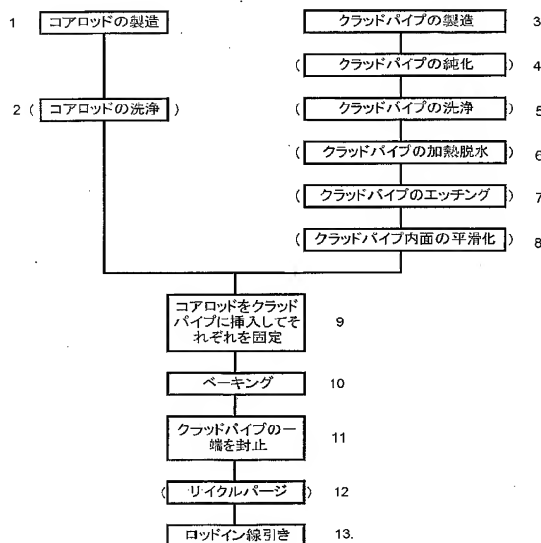 1 コアロッドの製造
クラッドパイプの製造 3
( クラッドパイプの純化 ) 4
2 ( コアロッドの洗浄 )
( クラッドパイプの洗浄 ) 5
( クラッドパイプの加熱脱水 ) 6
( クラッドパイプのエッチング ) 7
( クラッドパイプ内面の平滑化 ) 8
コアロッドをクラッド
パイプに挿入してそ
れぞれを固定 9
ベーキング 10
クラッドパイプの一
端を封止 11
( リイクルパージ ) 12
ロッドイン線引き 13.